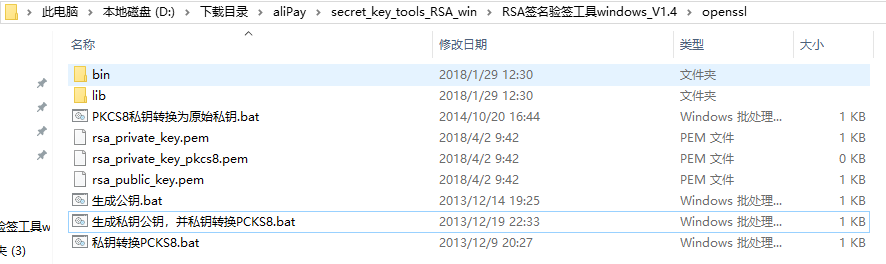 此电脑 > 本地磁盘 (D:) > 下载目录 > aliPay > secret_key_tools_RSA_win > RSA签名验签工具windows_V1.4 > openssl
名称 修改日期 类型 大小
bin 2018/1/29 12:30 文件夹
lib 2018/1/29 12:30 文件夹
PKCS8私钥转换为原始私钥.bat 2014/10/20 16:44 Windows 批处理... 1 KB
rsa_private_key.pem 2018/4/2 9:42 PEM 文件 1 KB
rsa_private_key_pkcs8.pem 2018/4/2 9:42 PEM 文件 0 KB
rsa_public_key.pem 2018/4/2 9:42 PEM 文件 1 KB
生成公钥.bat 2013/12/14 19:25 Windows 批处理... 1 KB
验签工具w 生成私钥公钥，并私钥转换PCKS8.bat 2013/12/19 22:33 Windows 批处理... 1 KB
夹 (3) 私钥转换PCKS8.bat 2013/12/9 20:27 Windows 批处理... 1 KB